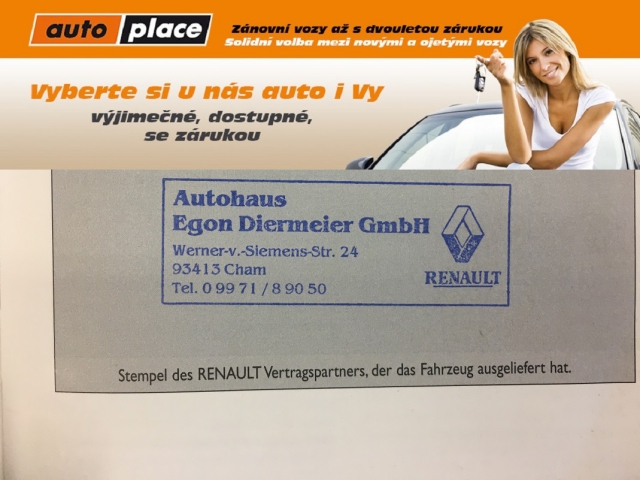 auto place
Zánovní vozy až s dvouletou zárukou
Solidní volba mezi novými a ojetými vozy
Vyberte si u nás auto i Vy
výjimečné, dostupné,
se zárukou
Autohaus
Egon Diermeier GmbH
Werner-v.-Siemens-Str. 24
93413 Cham
Tel. 0 99 71 / 8 90 50
RENAULT
Stempel des RENAULT Vertragspartners, der das Fahrzeug ausgeliefert hat.